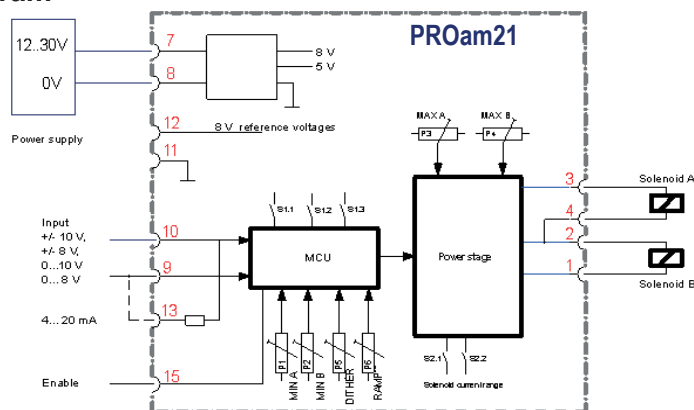 PROam21
12..30V
0V
Power supply
7
8
8 V
5 V
12
8 V reference voltages
11
MAX A
P3
MAX B
P4
Input
+/- 10 V,
+/- 8 V,
0...10 V
0...8 V
10
9
13
4...20 mA
Enable
15
S1.1
S1.2
S1.3
MCU
P1
MIN A
P2
MIN B
P5
DITHER
P6
RAMP
Power stage
S2.1
S2.2
Solenoid current range
3
4
2
1
Solenoid A
Solenoid B